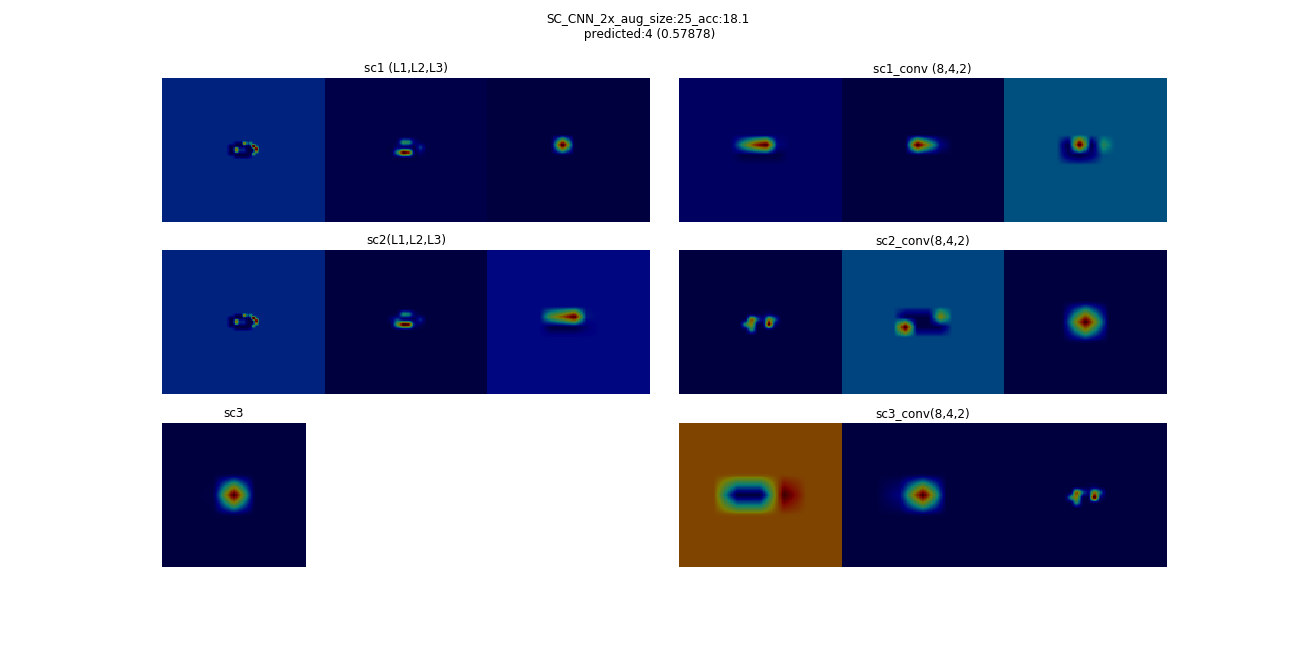 SC_CNN_2x_aug_size:25_acc:18.1
predicted:4 (0.57878)
sc1 (L1,L2,L3)
sc1_conv (8,4,2)
sc2(L1,L2,L3)
sc2_conv(8,4,2)
sc3
sc3_conv(8,4,2)